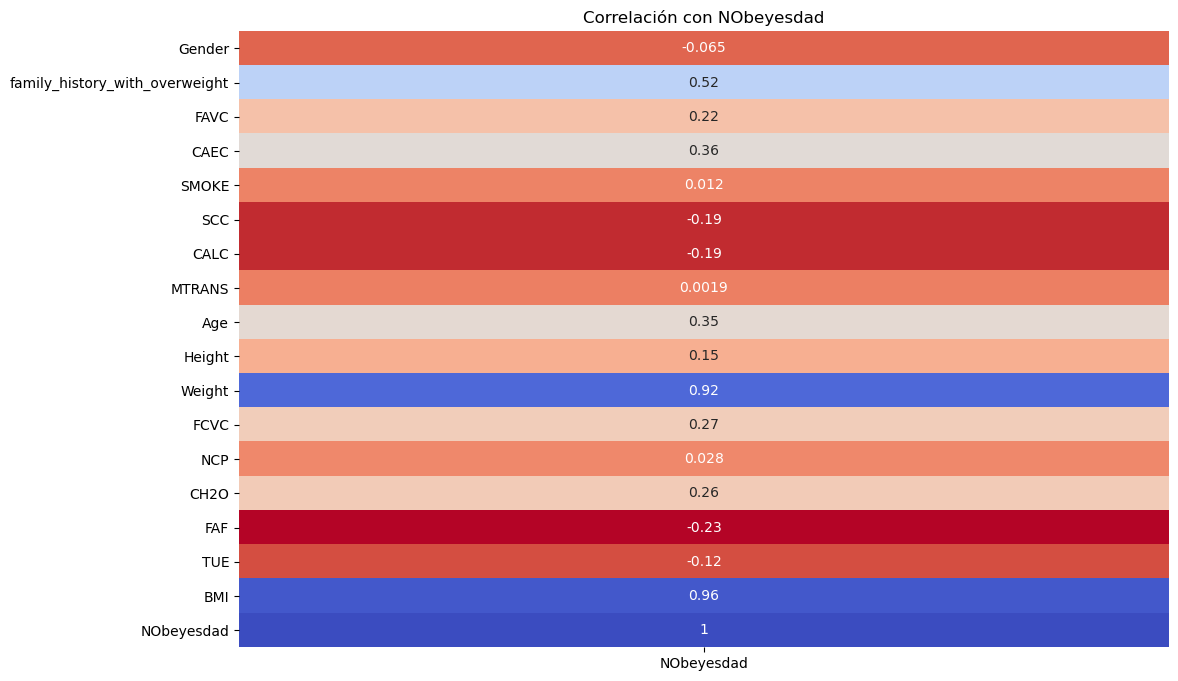 Correlación con NObeyesdad
Gender -0.065
family_history_with_overweight 0.52
FAVC 0.22
CAEC 0.36
SMOKE 0.012
SCC -0.19
CALC -0.19
MTRANS 0.0019
Age 0.35
Height 0.15
Weight 0.92
FCVC 0.27
NCP 0.028
CH2O 0.26
FAF -0.23
TUE -0.12
BMI 0.96
NObeyesdad 1
NObeyesdad